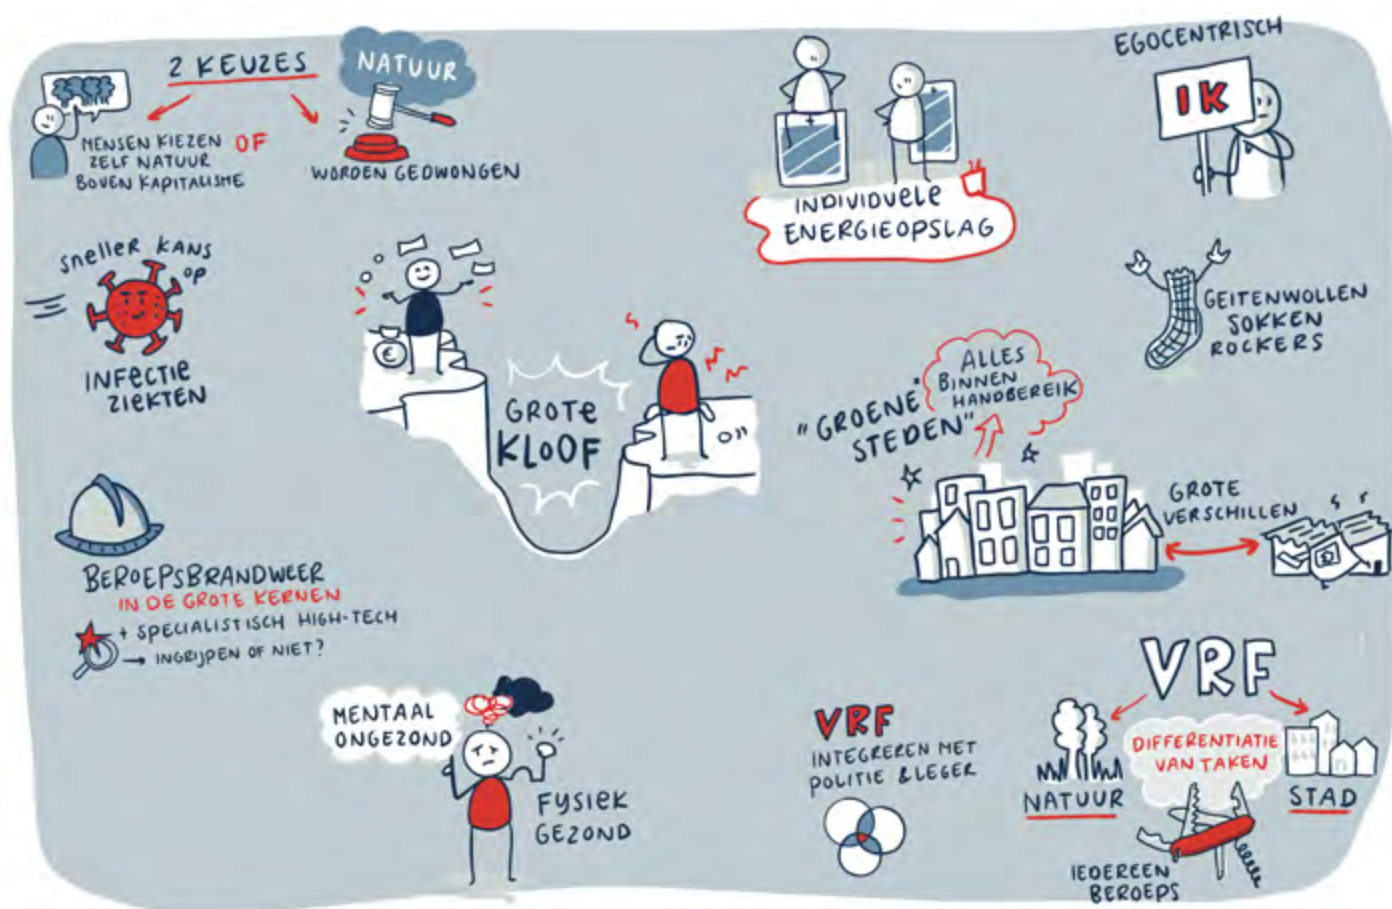 2 KEUZES
MENSEN KIEZEN
ZELF NATUUR
BOVEN KAPITALISME
OF
NATUUR
WORDEN GEDWONGEN
INDIVIDUELE
ENERGIEOPSLAG
EGOCENTRISCH
IK
SNELLER KANS
OP
INFECTIE
ZIEKTEN
€
GROTE
KLOOF
GEITENWOLLEN
SOKKEN
ROCKERS
ALLES
BINNEN
HANDBEREIK
"GROENE
STEDEN"
GROTE
VERSCHILLEN
BEROEPSBRANDWEER
IN DE GROTE KERNEN
+ SPECIALISTISCH HIGH-TECH
→ INGRIJPEN OF NIET?
MENTAAL
ONGEZOND
FYSIEK
GEZOND
VRF
INTEGREREN MET
POLITIE & LEGER
VRF
DIFFERENTIATIE
VAN TAKEN
NATUUR
STAD
IEDEREEN
BEROEPS